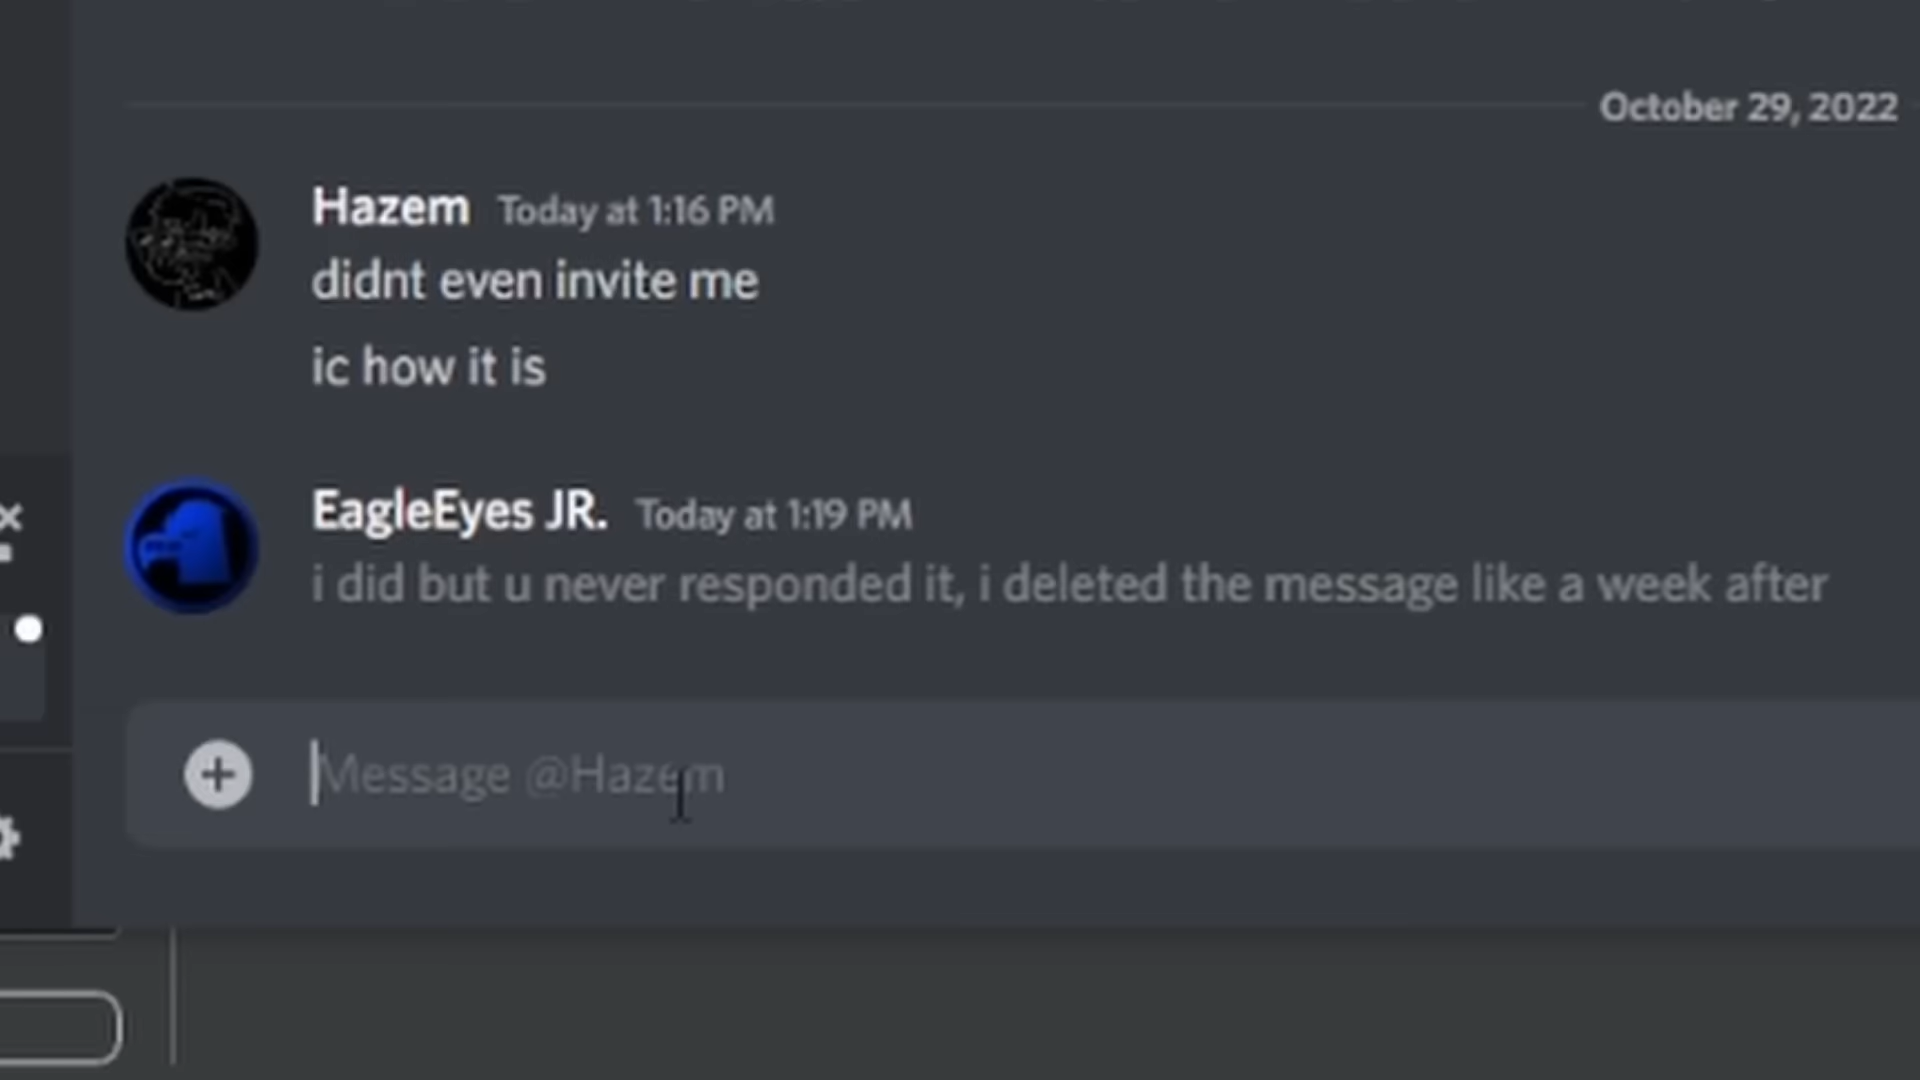 October 29, 2022
Hazem Today at 1:16 PM
didnt even invite me
ic how it is
EagleEyes JR. Today at 1:19 PM
i did but u never responded it, i deleted the message like a week after
Message @Hazem